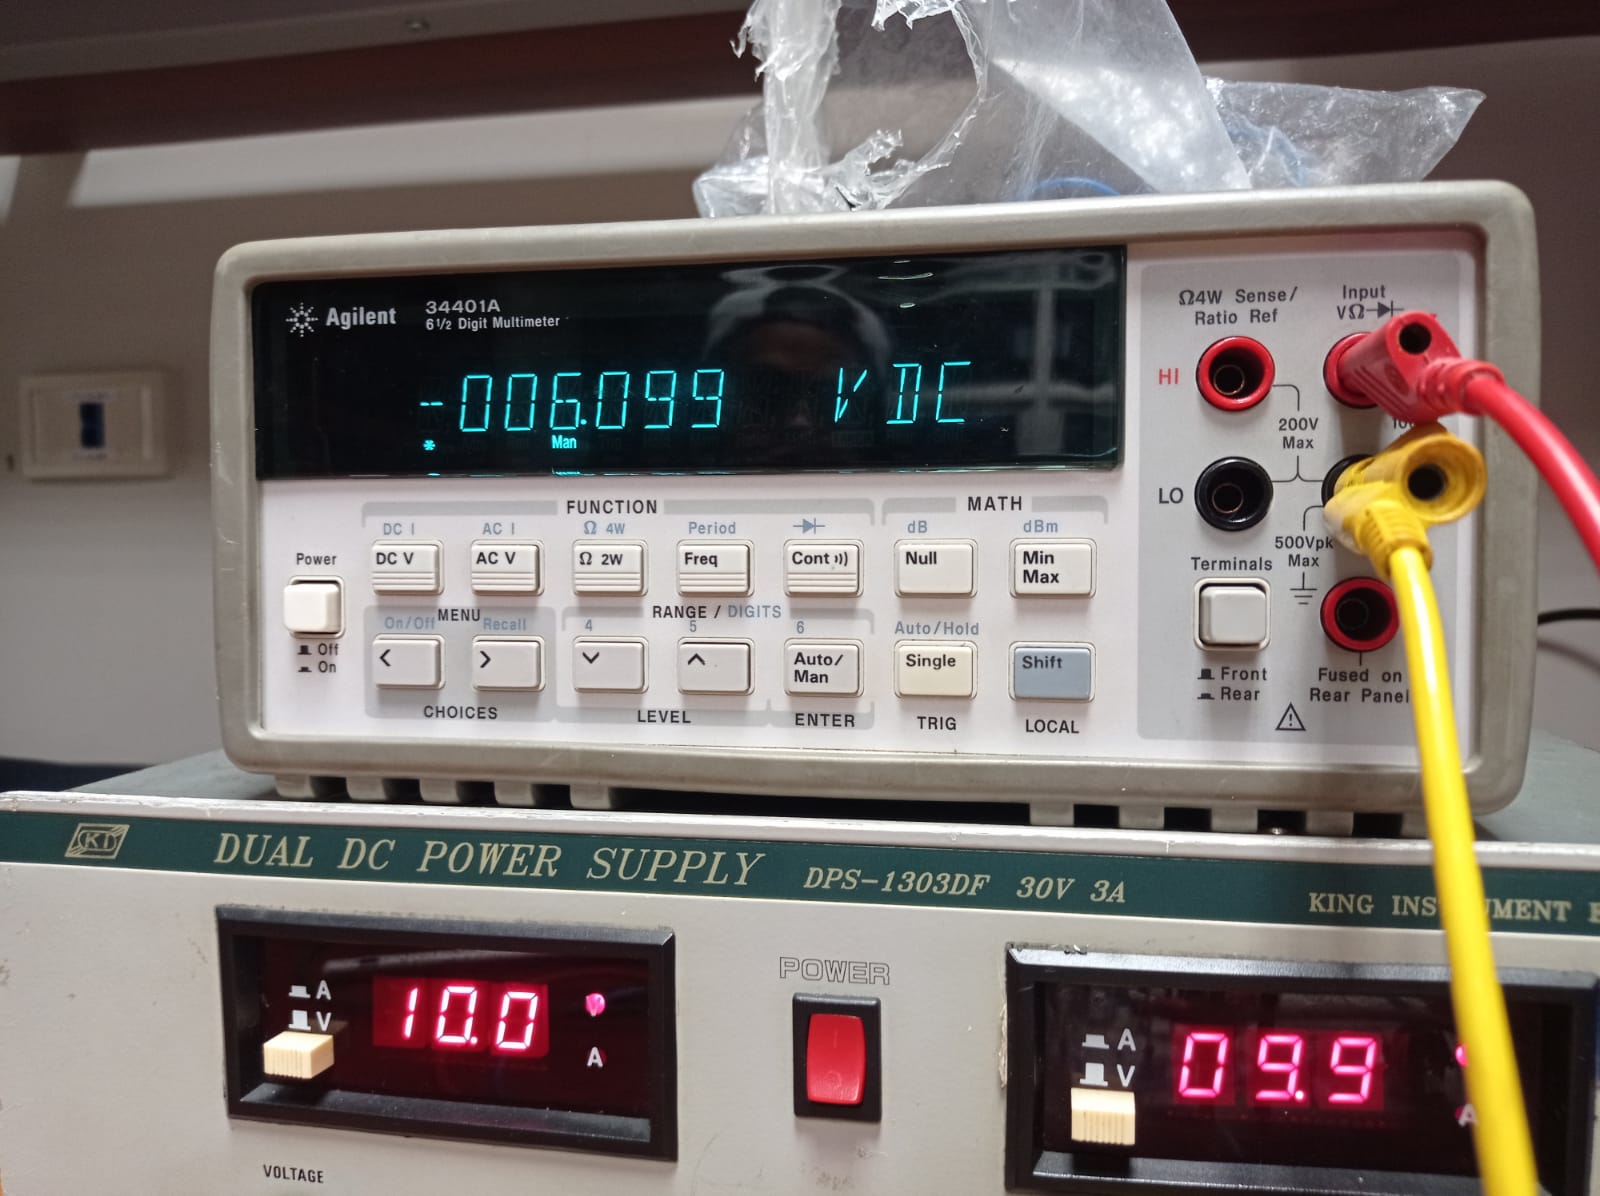 Agilent 34401A
6½ Digit Multimeter
-006.099 VDC
* Man
Ω4W Sense/
Ratio Ref
Input
VΩ
HI
200V
Max
LO
500Vpk
Max
FUNCTION
MATH
DC I
AC I
Ω 4W
Period
dB
dBm
Power
DC V
AC V
Ω 2W
Freq
Cont
Null
Min
Max
Terminals
MENU
RANGE / DIGITS
On/Off
Recall
4
5
6
Auto/Hold
Off
On
<
>
Auto/
Man
Single
Shift
Front
Rear
Fused on
Rear Panel
CHOICES
LEVEL
ENTER
TRIG
LOCAL
KD
DUAL DC POWER SUPPLY DPS-1303DF 30V 3A
POWER
A
V
10.0
A
A
V
09.9
A
VOLTAGE